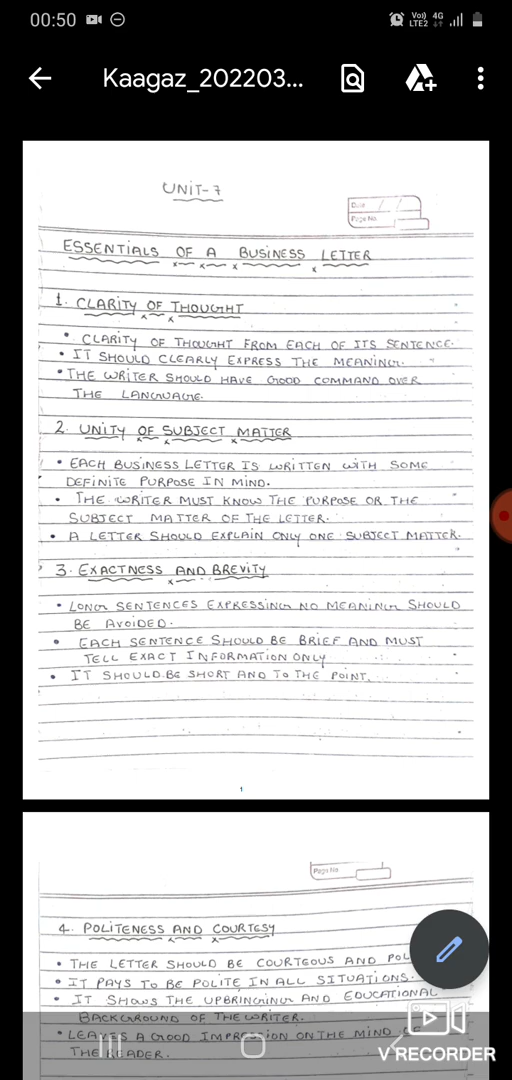 00:50
Vo)) 4G
LTE2
Kaagaz_202203...
UNIT-7
Date / /
Page No.
ESSENTIALS OF A BUSINESS LETTER
1. CLARITY OF THOUGHT
• CLARITY OF THOUGHT FROM EACH OF ITS SENTENCE.
• IT SHOULD CLEARLY EXPRESS THE MEANING.
• THE WRITER SHOULD HAVE GOOD COMMAND OVER
THE LANGUAGE.
2. UNITY OF SUBJECT MATTER
• EACH BUSINESS LETTER IS WRITTEN WITH SOME
DEFINITE PURPOSE IN MIND.
• THE WRITER MUST KNOW THE PURPOSE OR THE
SUBJECT MATTER OF THE LETTER.
• A LETTER SHOULD EXPLAIN ONLY ONE SUBJECT MATTER.
3. EXACTNESS AND BREVITY
• LONG SENTENCES EXPRESSING NO MEANING SHOULD
BE AVOIDED.
• EACH SENTENCE SHOULD BE BRIEF AND MUST
TELL EXACT INFORMATION ONLY
• IT SHOULD BE SHORT AND TO THE POINT.
1
Page No.
4. POLITENESS AND COURTESY
• THE LETTER SHOULD BE COURTEOUS AND POL
• IT PAYS TO BE POLITE IN ALL SITUATIONS.
• IT SHOWS THE UPBRINGING AND EDUCATIONAL
BACKGROUND OF THE WRITER.
• LEAVES A GOOD IMPRESSION ON THE MIND OF
THE READER.
V RECORDER